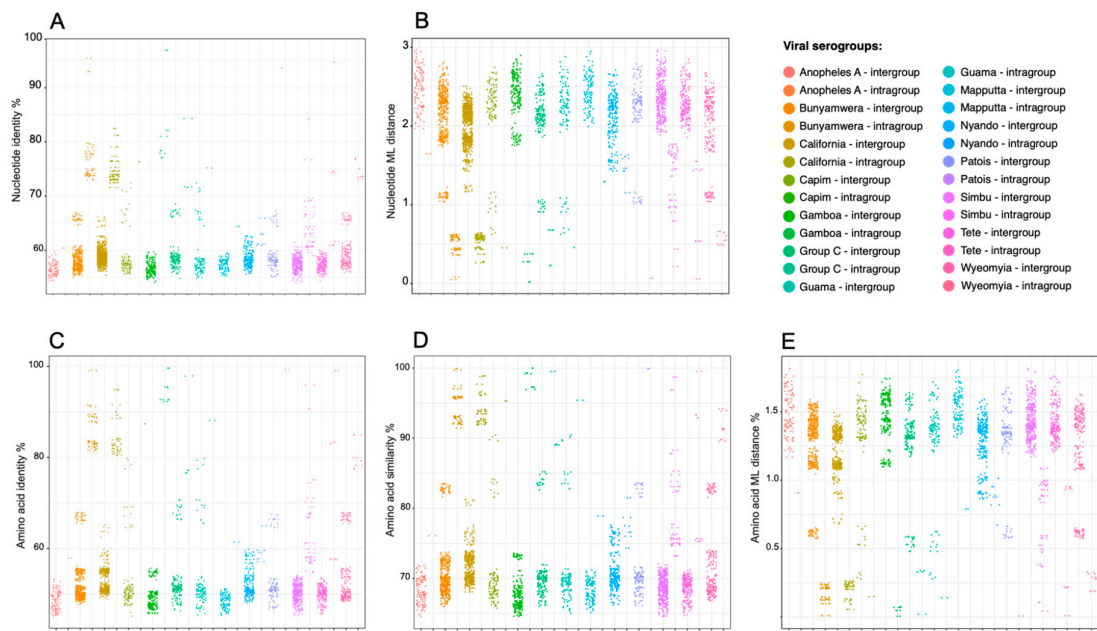 A
Nucleotide identity %
100
90
80
70
60
B
Nucleotide ML distance
3
2
1
0
Viral serogroups:
Anopheles A - intergroup
Anopheles A - intragroup
Bunyamwera - intergroup
Bunyamwera - intragroup
California - intergroup
California - intragroup
Capim - intergroup
Capim - intragroup
Gamboa - intergroup
Gamboa - intragroup
Group C - intergroup
Group C - intragroup
Guama - intergroup
Guama - intragroup
Mapputta - intergroup
Mapputta - intragroup
Nyando - intergroup
Nyando - intragroup
Patois - intergroup
Patois - intragroup
Simbu - intergroup
Simbu - intragroup
Tete - intergroup
Tete - intragroup
Wyeomyia - intergroup
Wyeomyia - intragroup
C
Amino acid identity %
100
80
60
D
Amino acid similarity %
100
90
80
70
E
Amino acid ML distance %
1.5
1.0
0.5